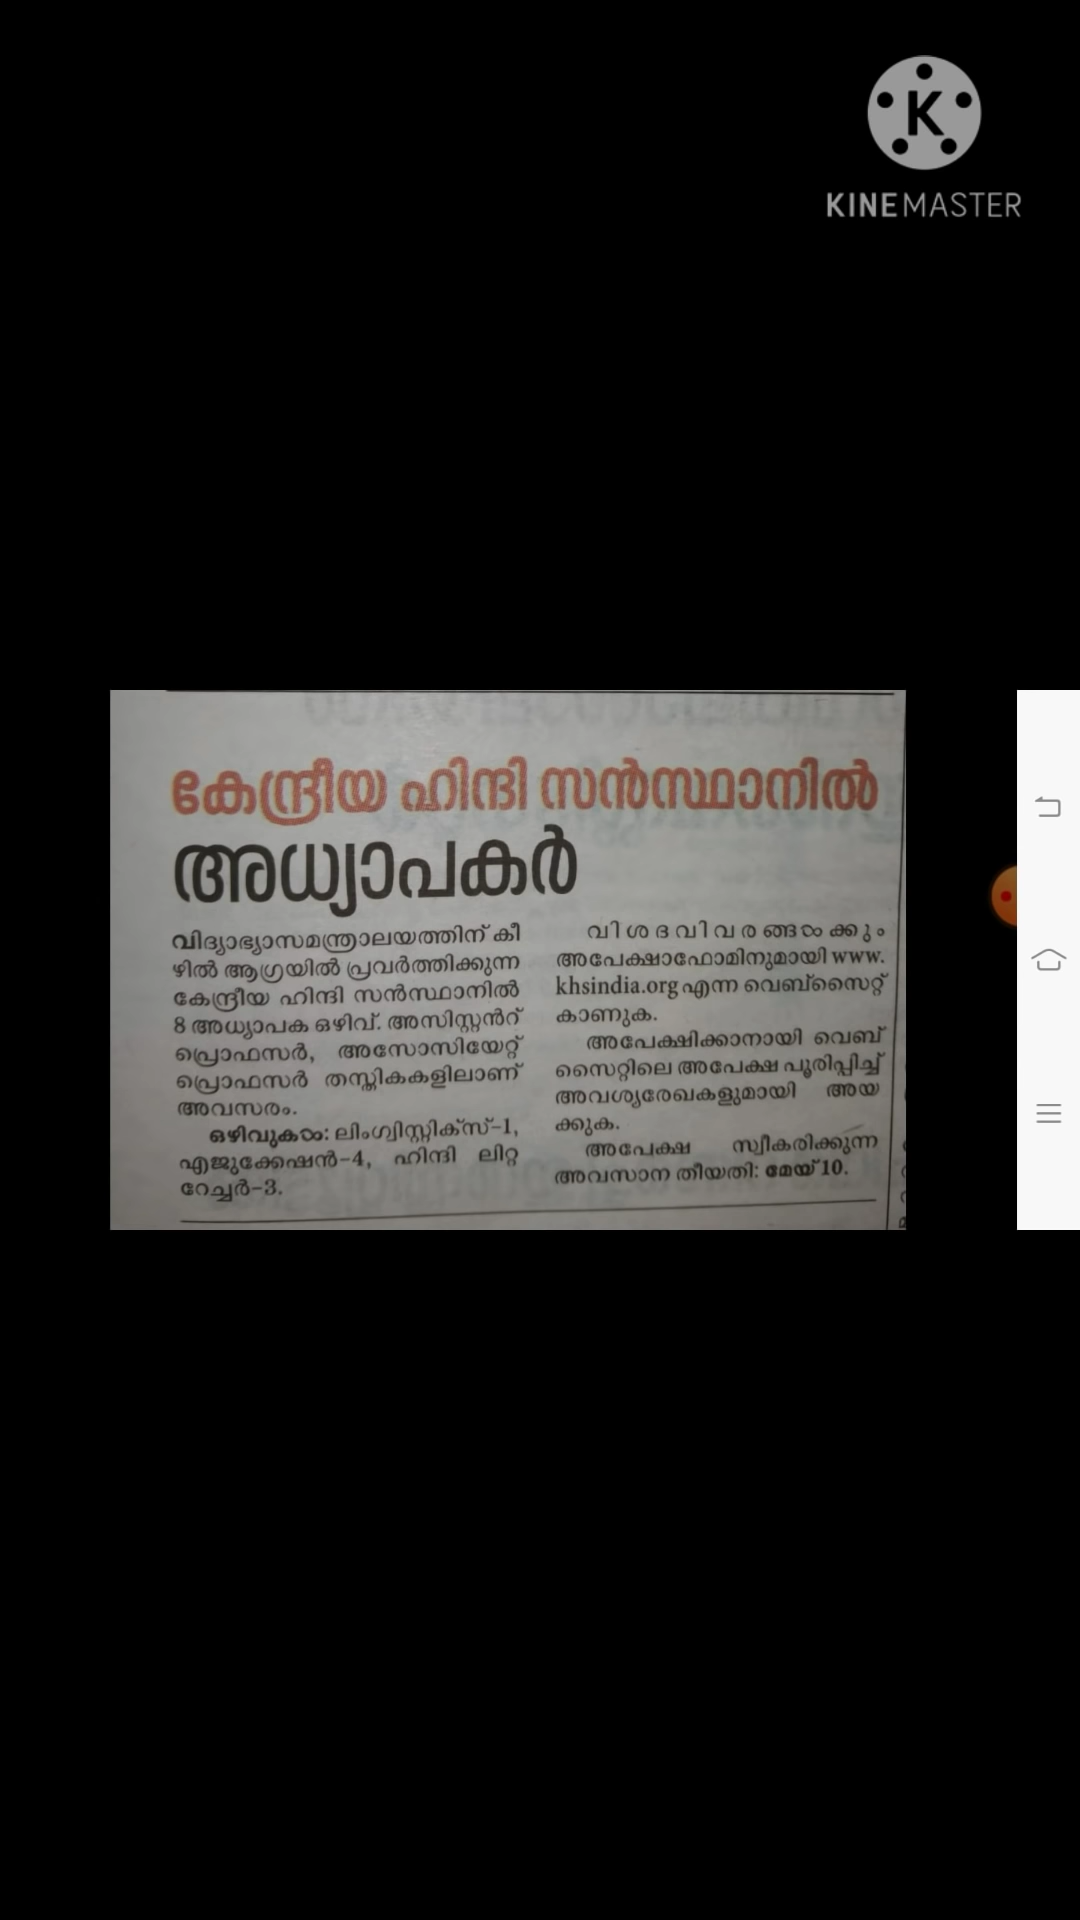 KINEMASTER
കേന്ദ്രീയ ഹിന്ദി സൻസ്ഥാനിൽ
അധ്യാപകർ
വിദ്യാഭ്യാസമന്ത്രാലയത്തിന് കീ
ഴിൽ ആഗ്രയിൽ പ്രവർത്തിക്കുന്ന
കേന്ദ്രീയ ഹിന്ദി സൻസ്ഥാനിൽ
8 അധ്യാപക ഒഴിവ്. അസിസ്റ്റൻറ്
പ്രൊഫസർ, അസോസിയേറ്റ്
പ്രൊഫസർ തസ്തികകളിലാണ്
അവസരം.
ഒഴിവുകൾ: ലിംഗ്വിസ്റ്റിക്സ്-1,
എജുക്കേഷൻ-4, ഹിന്ദി ലിറ്റ
റേച്ചർ-3.
വിശദവിവരങ്ങൾക്കും
അപേക്ഷാഫോമിനുമായി www.
khsindia.org എന്ന വെബ്സൈറ്റ്
കാണുക.
അപേക്ഷിക്കാനായി വെബ്
സൈറ്റിലെ അപേക്ഷ പൂരിപ്പിച്ച്
അവശ്യരേഖകളുമായി അയ
ക്കുക.
അപേക്ഷ സ്വീകരിക്കുന്ന
അവസാന തീയതി: മേയ് 10.